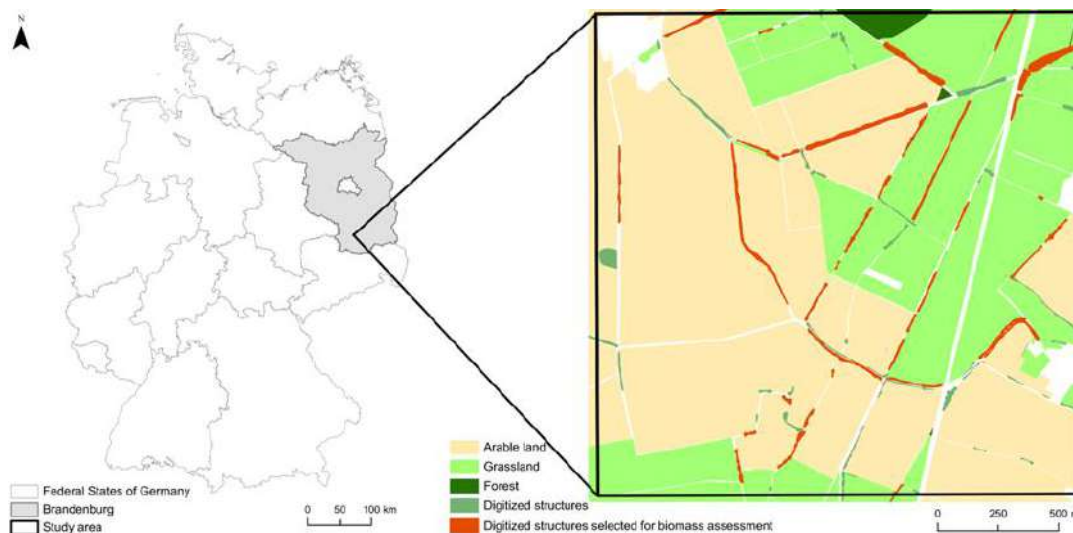 N
Federal States of Germany
Brandenburg
Study area
0 50 100 km
Arable land
Grassland
Forest
Digitized structures
Digitized structures selected for biomass assessment
0 250 500